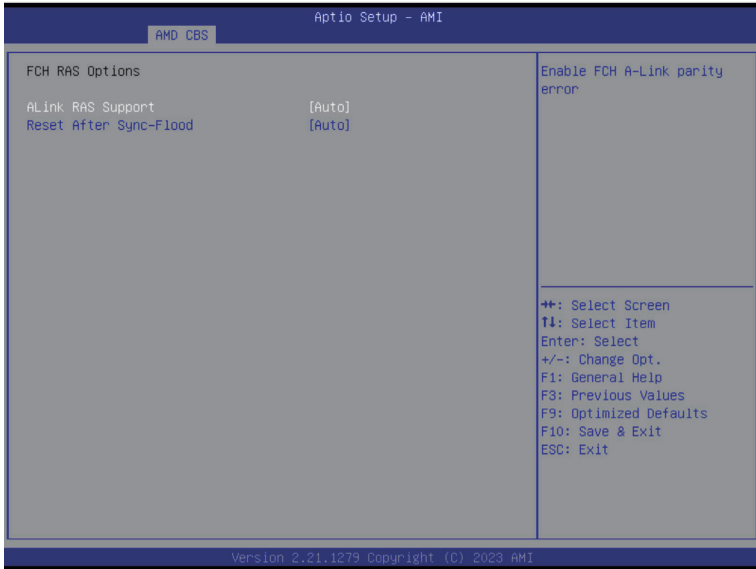 Aptio Setup - AMI
AMD CBS
FCH RAS Options
ALink RAS Support [Auto]
Reset After Sync-Flood [Auto]
Enable FCH A-Link parity
error
→←: Select Screen
↑↓: Select Item
Enter: Select
+/-: Change Opt.
F1: General Help
F3: Previous Values
F9: Optimized Defaults
F10: Save & Exit
ESC: Exit
Version 2.21.1279 Copyright (C) 2023 AMI